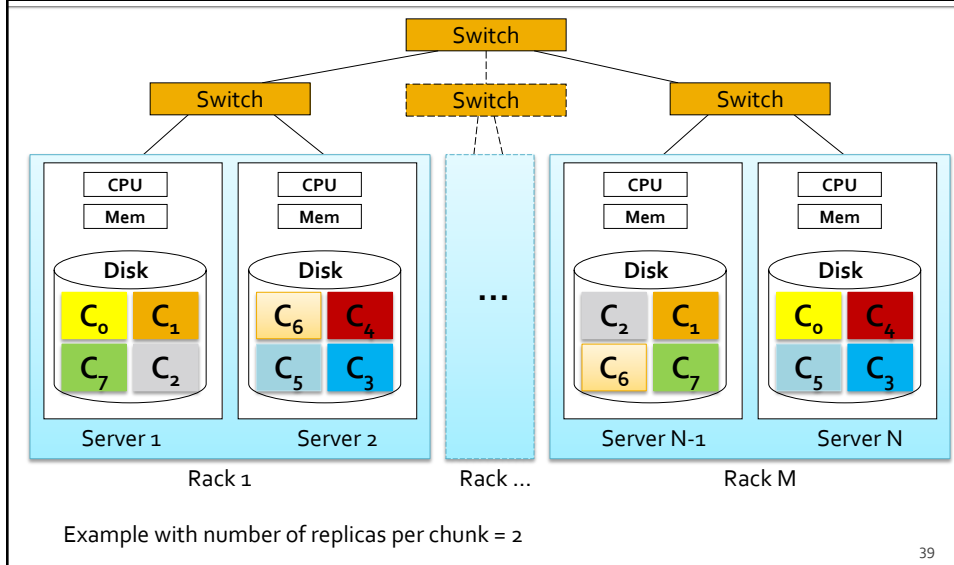 Switch
Switch
Switch
Switch
CPU
Mem
Disk
C0 C1
C7 C2
Server 1
CPU
Mem
Disk
C6 C4
C5 C3
Server 2
Rack 1
...
Rack ...
CPU
Mem
Disk
C2 C1
C6 C7
Server N-1
CPU
Mem
Disk
C0 C4
C5 C3
Server N
Rack M
Example with number of replicas per chunk = 2
39